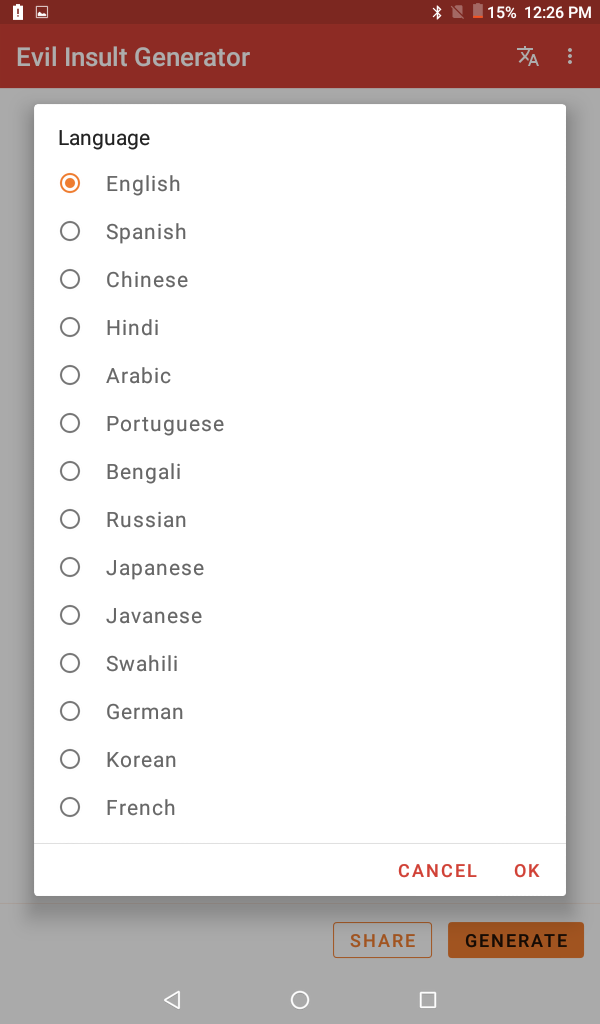 15% 12:26 PM
Evil Insult Generator
Language
English
Spanish
Chinese
Hindi
Arabic
Portuguese
Bengali
Russian
Japanese
Javanese
Swahili
German
Korean
French
CANCEL OK
SHARE GENERATE